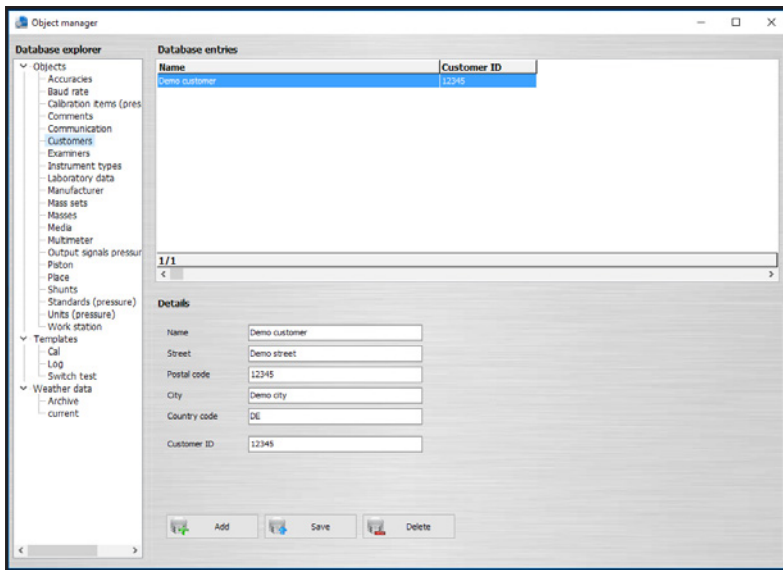 Object manager
Database explorer
Objects
Accuracies
Baud rate
Calibration items (pres
Comments
Communication
Customers
Examiners
Instrument types
Laboratory data
Manufacturer
Mass sets
Masses
Media
Multimeter
Output signals pressur
Piston
Place
Shunts
Standards (pressure)
Units (pressure)
Work station
Templates
Cal
Log
Switch test
Weather data
Archive
current
Database entries
Name Customer ID
Demo customer 12345
1/1
Details
Name Demo customer
Street Demo street
Postal code 12345
City Demo city
Country code DE
Customer ID 12345
Add Save Delete